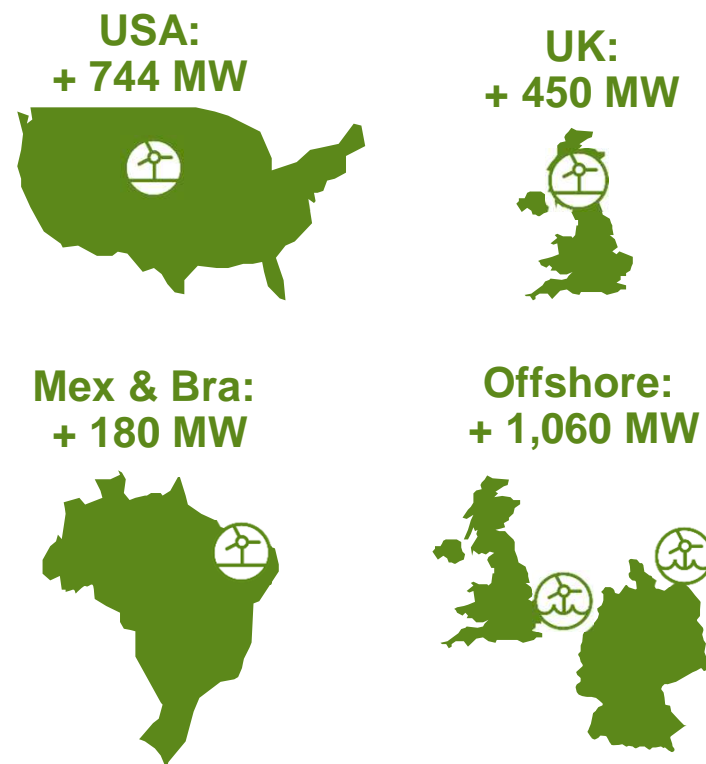 USA:
+ 744 MW
UK:
+ 450 MW
Mex & Bra:
+ 180 MW
Offshore:
+ 1,060 MW